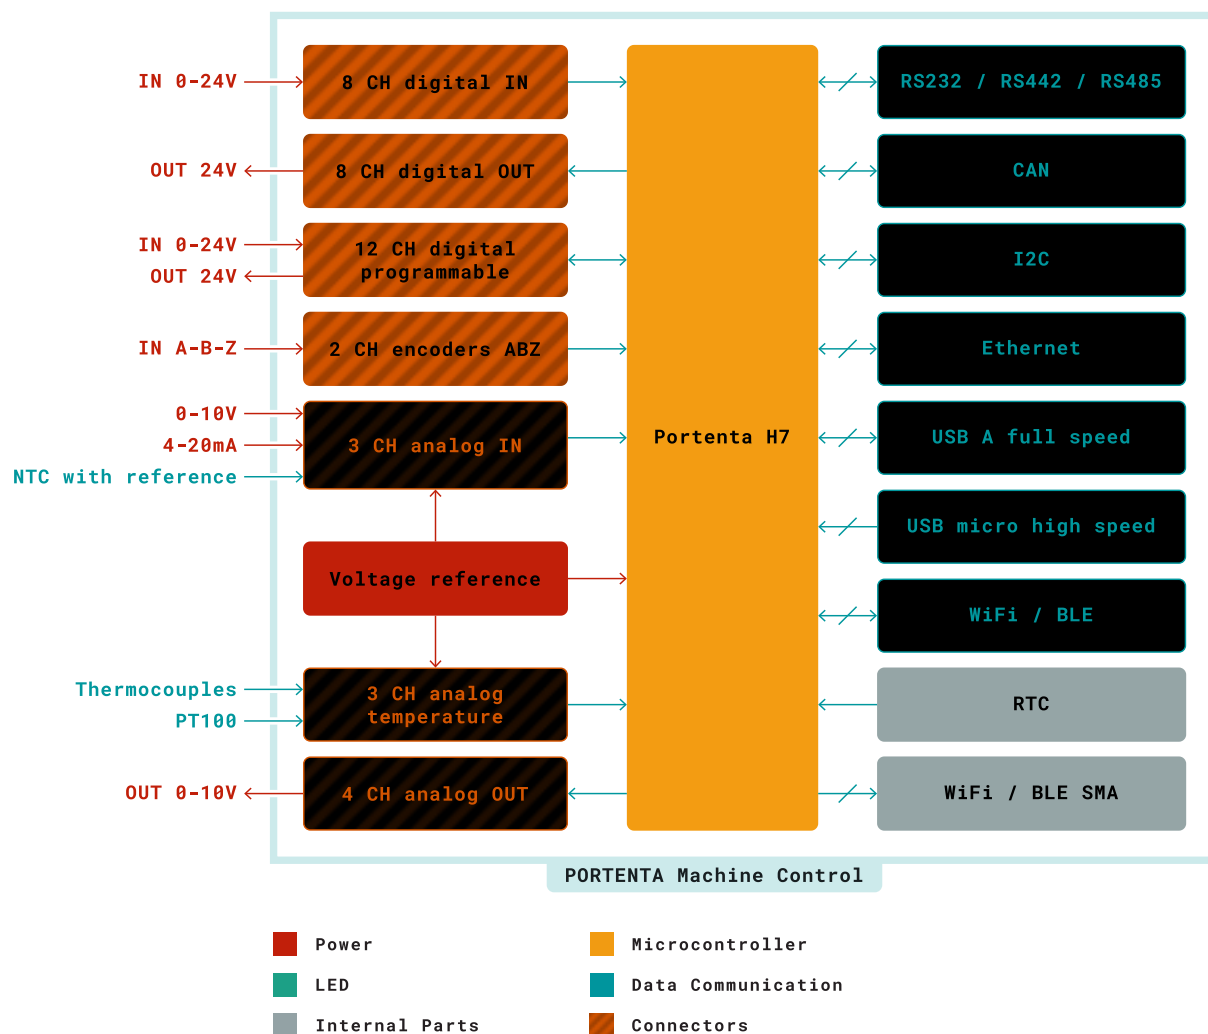 IN 0-24V
8 CH digital IN
RS232 / RS442 / RS485
OUT 24V
8 CH digital OUT
CAN
IN 0-24V
OUT 24V
12 CH digital
programmable
I2C
IN A-B-Z
2 CH encoders ABZ
Ethernet
0-10V
4-20mA
NTC with reference
3 CH analog IN
Portenta H7
USB A full speed
USB micro high speed
Voltage reference
WiFi / BLE
Thermocouples
PT100
3 CH analog
temperature
RTC
OUT 0-10V
4 CH analog OUT
WiFi / BLE SMA
PORTENTA Machine Control
Power
Microcontroller
LED
Data Communication
Internal Parts
Connectors